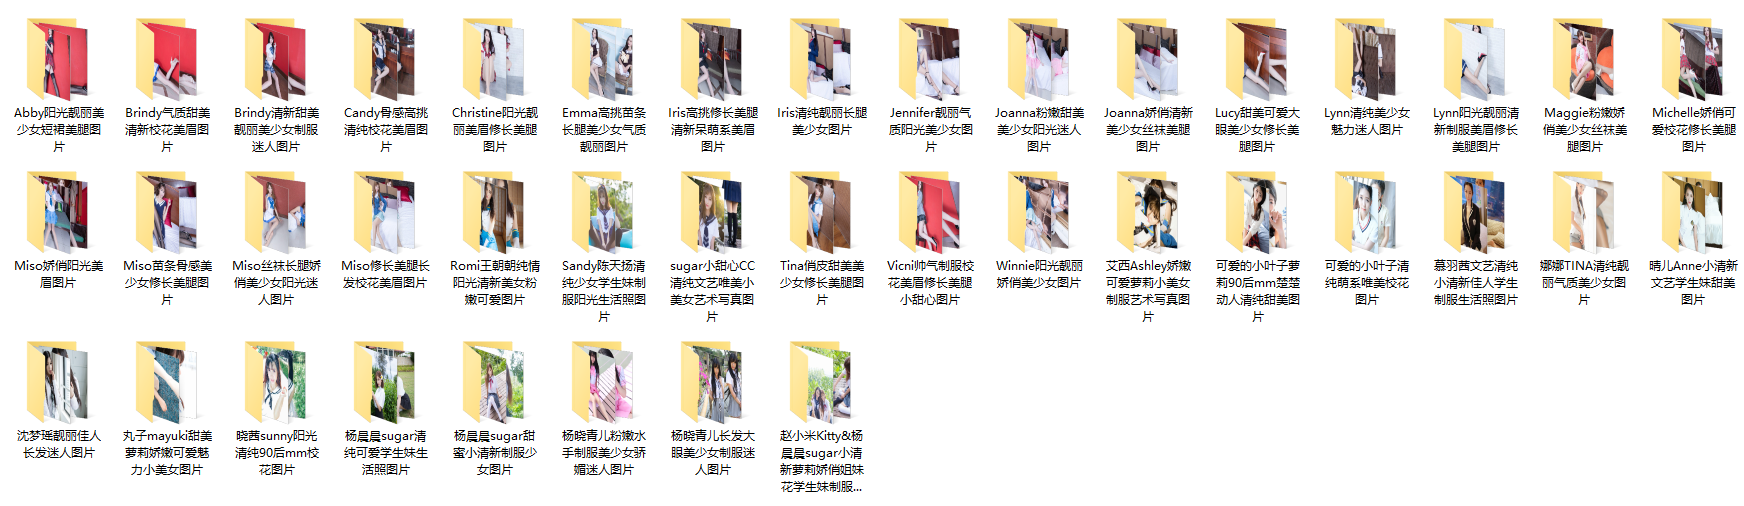 Abby阳光靓丽美
少女短裙美腿图
片
Brindy气质甜美
清新校花美眉图
片
Brindy清新甜美
靓丽美少女制服
迷人图片
Candy骨感高挑
清纯校花美眉图
片
Christine阳光靓
丽美眉修长美腿
图片
Emma高挑苗条
长腿美少女气质
靓丽图片
Iris高挑修长美腿
清新呆萌系美眉
图片
Iris清纯靓丽长腿
美少女图片
Jennifer靓丽气
质阳光美少女图
片
Joanna粉嫩甜美
美少女阳光迷人
图片
Joanna娇俏清新
美少女丝袜美腿
图片
Lucy甜美可爱大
眼美少女修长美
腿图片
Lynn清纯美少女
魅力迷人图片
Lynn阳光靓丽清
新制服美眉修长
美腿图片
Maggie粉嫩娇
俏美少女丝袜美
腿图片
Michelle娇俏可
爱校花修长美腿
图片
Miso娇俏阳光美
眉图片
Miso苗条骨感美
少女修长美腿图
片
Miso丝袜长腿娇
俏美少女阳光迷
人图片
Miso修长美腿长
发校花美眉图片
Romi王朝朝纯情
阳光清新美女粉
嫩可爱图片
Sandy陈天扬清
纯少女学生妹制
服阳光生活照图
片
sugar小甜心CC
清纯文艺唯美小
美女艺术写真图
片
Tina俏皮甜美美
少女修长美腿图
片
Vicni帅气制服校
花美眉修长美腿
小甜心图片
Winnie阳光靓丽
娇俏美少女图片
艾西Ashley娇嫩
可爱萝莉小美女
制服艺术写真图
片
可爱的小叶子萝
莉90后mm楚楚
动人清纯甜美图
片
可爱的小叶子清
纯萌系唯美校花
图片
慕羽茜文艺清纯
小清新佳人学生
制服生活照图片
娜娜TINA清纯靓
丽气质美少女图
片
晴儿Anne小清新
文艺学生妹甜美
图片
沈梦瑶靓丽佳人
长发迷人图片
丸子mayuki甜美
萝莉娇嫩可爱魅
力小美女图片
晓茜sunny阳光
清纯90后mm校
花图片
杨晨晨sugar清
纯可爱学生妹生
活照图片
杨晨晨sugar甜
蜜小清新制服少
女图片
杨晓青儿粉嫩水
手制服美少女骄
媚迷人图片
杨晓青儿长发大
眼美少女制服迷
人图片
赵小米Kitty&杨
晨晨sugar小清
新萝莉娇俏姐妹
花学生妹制服...